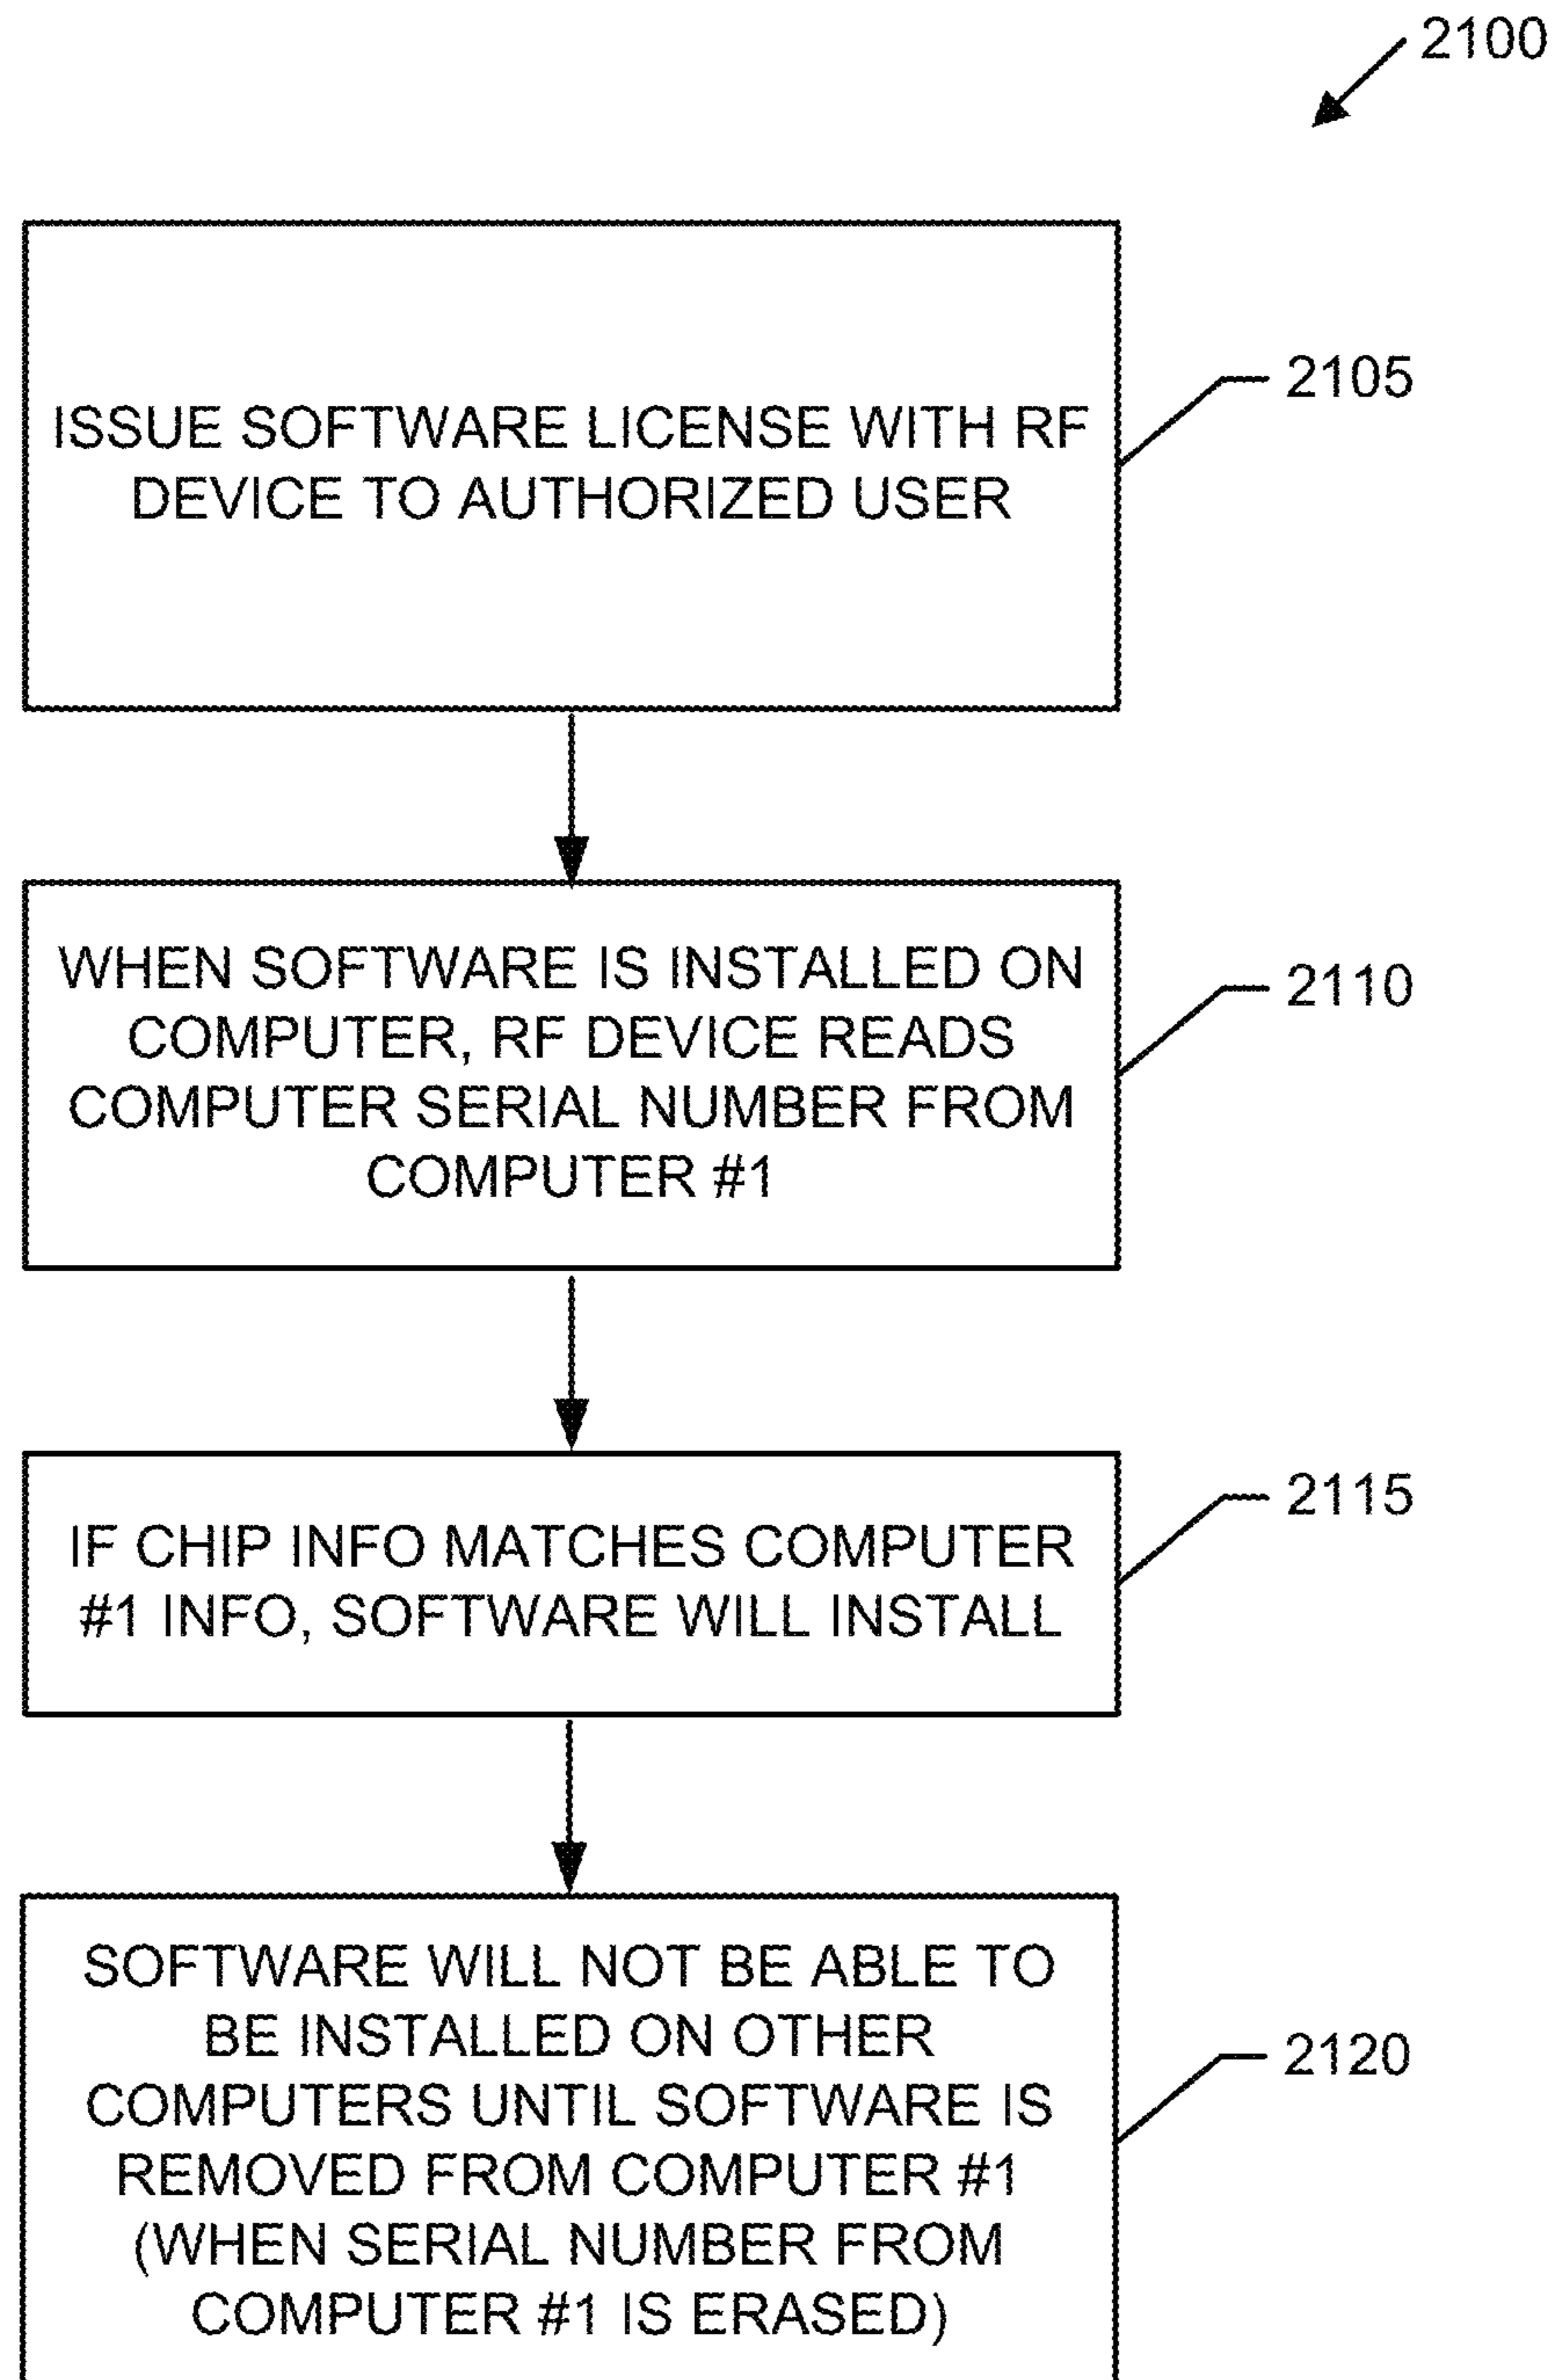 2100
ISSUE SOFTWARE LICENSE WITH RF
DEVICE TO AUTHORIZED USER
2105
WHEN SOFTWARE IS INSTALLED ON
COMPUTER, RF DEVICE READS
COMPUTER SERIAL NUMBER FROM
COMPUTER #1
2110
IF CHIP INFO MATCHES COMPUTER
#1 INFO, SOFTWARE WILL INSTALL
2115
SOFTWARE WILL NOT BE ABLE TO
BE INSTALLED ON OTHER
COMPUTERS UNTIL SOFTWARE IS
REMOVED FROM COMPUTER #1
(WHEN SERIAL NUMBER FROM
COMPUTER #1 IS ERASED)
2120